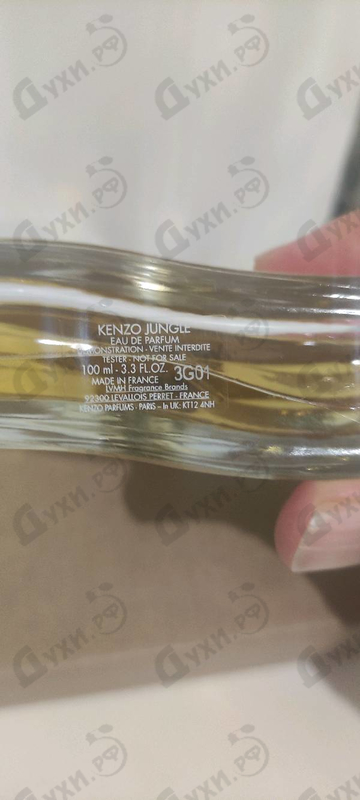 KENZO JUNGLE
EAU DE PARFUM
DEMONSTRATION - VENTE INTERDITE
TESTER - NOT FOR SALE
100 ml - 3.3 FL.OZ. 3G01
MADE IN FRANCE
LVMH Fragrance Brands
92300 LEVALLOIS PERRET - FRANCE
KENZO PARFUMS - PARIS – In UK: KT12 4NH
Духи.РФ